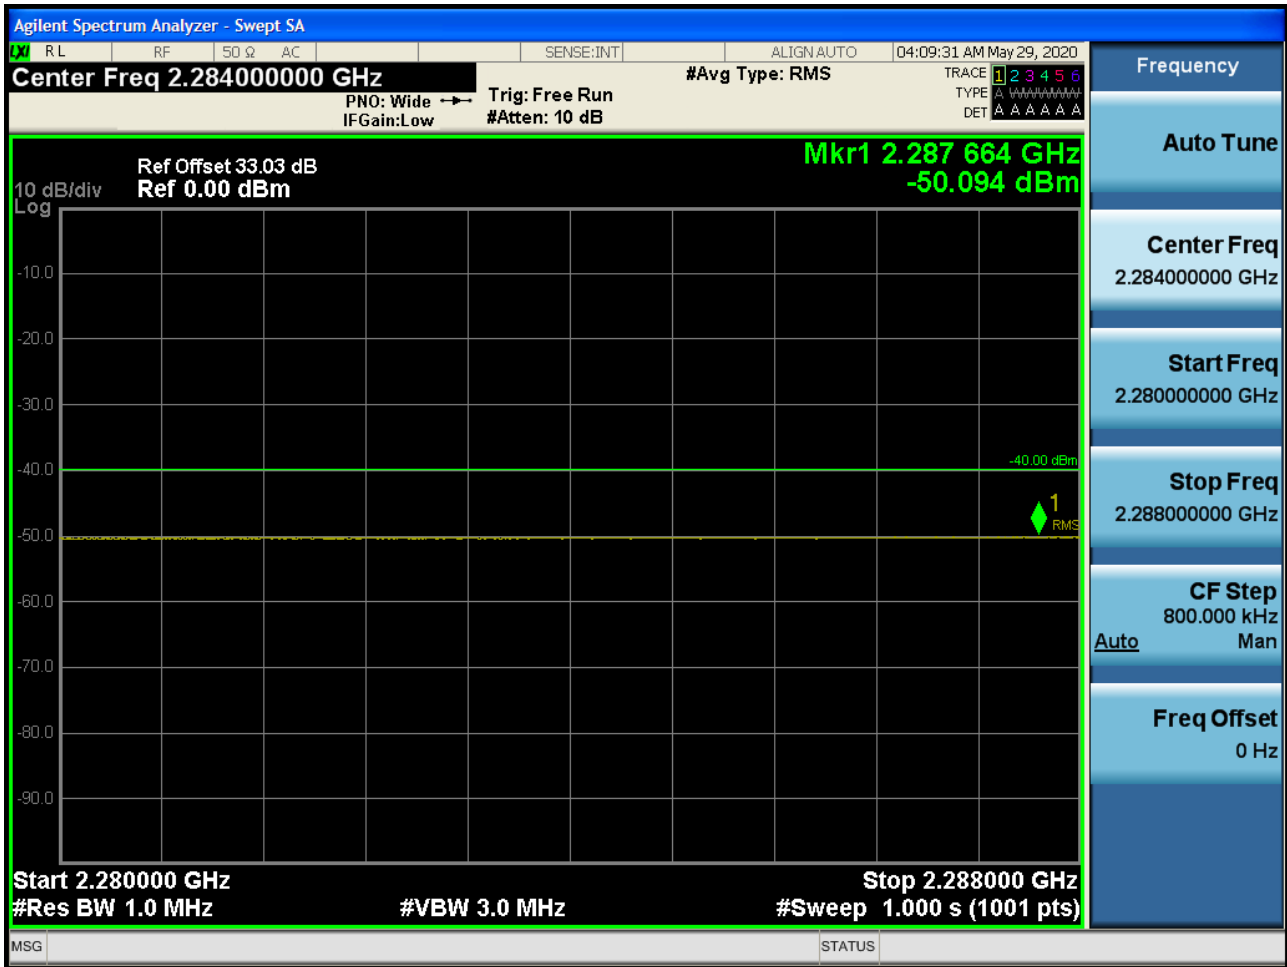 Agilent Spectrum Analyzer - Swept SA
LXI RL RF 50 Ω AC SENSE:INT ALIGN AUTO 04:09:31 AM May 29, 2020
Center Freq 2.284000000 GHz
PNO: Wide
IFGain:Low
Trig: Free Run
#Atten: 10 dB
#Avg Type: RMS
TRACE 1 2 3 4 5 6
TYPE A WWWWW
DET A A A A A A
Mkr1 2.287 664 GHz
-50.094 dBm
Ref Offset 33.03 dB
10 dB/div Ref 0.00 dBm
Log
-10.0
-20.0
-30.0
-40.0
-40.00 dBm
1
RMS
-50.0
-60.0
-70.0
-80.0
-90.0
Start 2.280000 GHz Stop 2.288000 GHz
#Res BW 1.0 MHz #VBW 3.0 MHz #Sweep 1.000 s (1001 pts)
MSG STATUS
Frequency
Auto Tune
Center Freq
2.284000000 GHz
Start Freq
2.280000000 GHz
Stop Freq
2.288000000 GHz
CF Step
800.000 kHz
Auto Man
Freq Offset
0 Hz